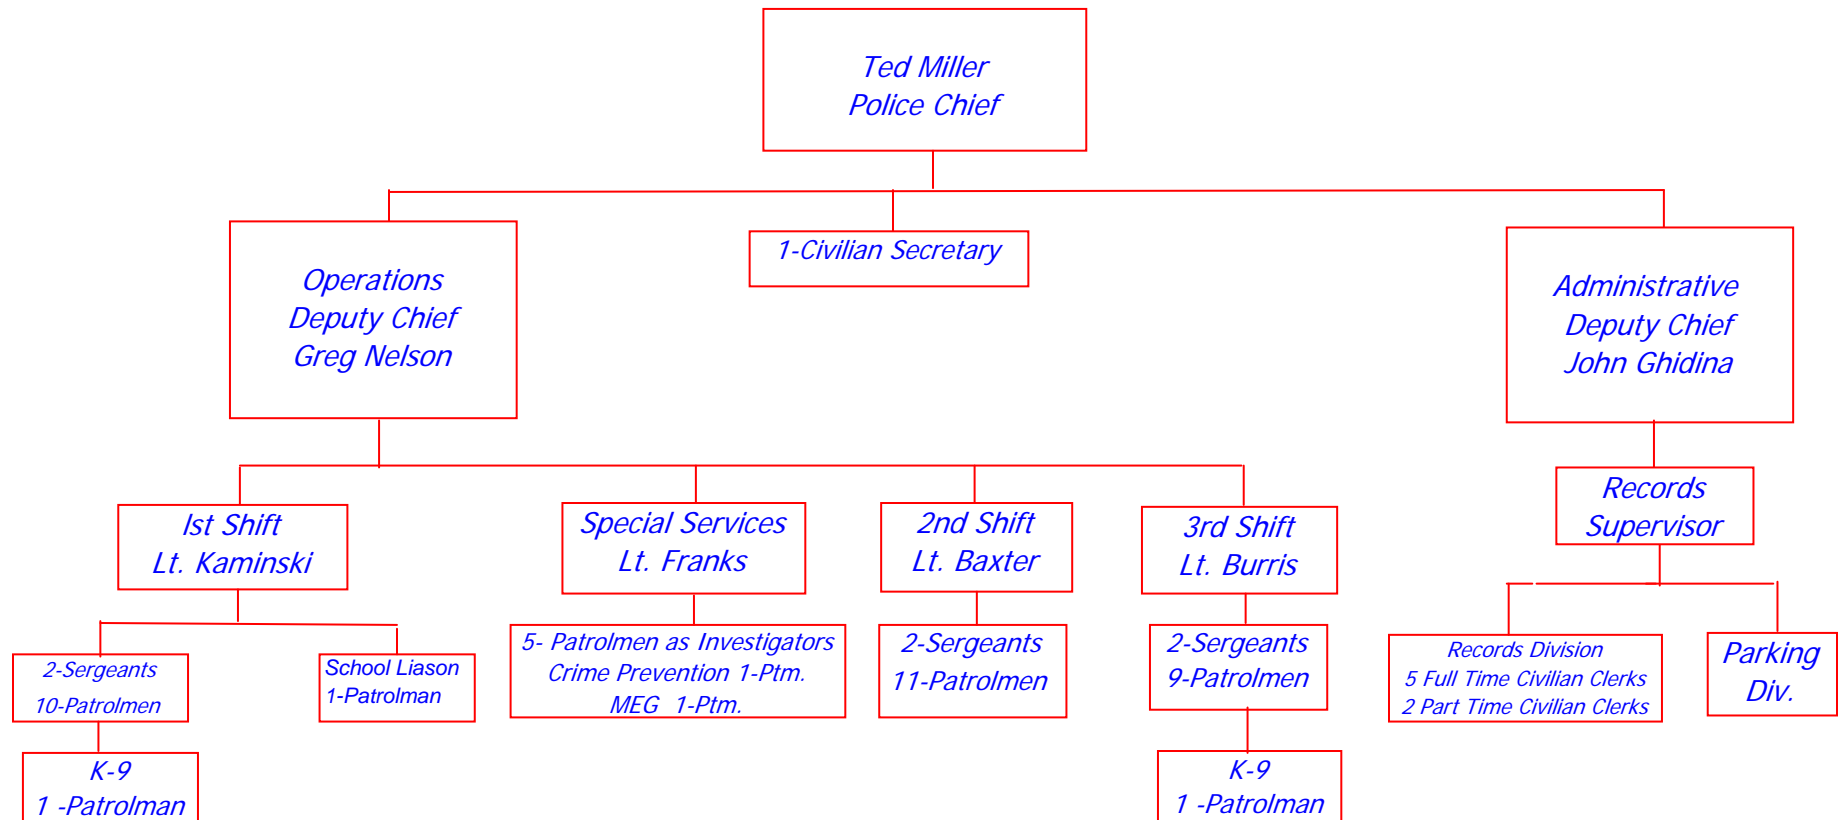 Ted Miller
Police Chief
1-Civilian Secretary
Operations
Deputy Chief
Greg Nelson
Administrative
Deputy Chief
John Ghidina
lst Shift
Lt. Kaminski
Special Services
Lt. Franks
2nd Shift
Lt. Baxter
3rd Shift
Lt. Burris
Records
Supervisor
2-Sergeants
10-Patrolmen
School Liason
1-Patrolman
5- Patrolmen as Investigators
Crime Prevention 1-Ptm.
MEG 1-Ptm.
2-Sergeants
11-Patrolmen
2-Sergeants
9-Patrolmen
Records Division
5 Full Time Civilian Clerks
2 Part Time Civilian Clerks
Parking
Div.
K-9
1 -Patrolman
K-9
1 -Patrolman